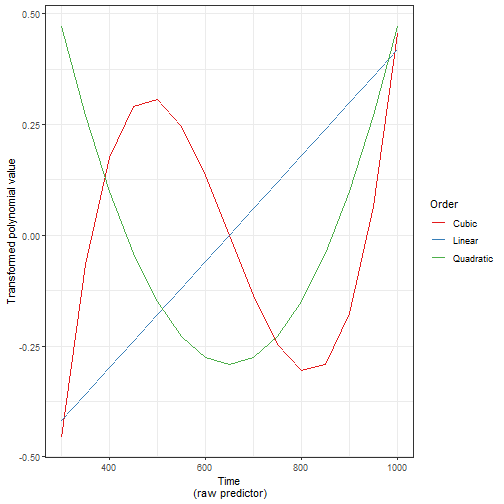 0.50
0.25
0.00
-0.25
-0.50
Transformed polynomial value
400
600
800
1000
Time
(raw predictor)
Order
Cubic
Linear
Quadratic